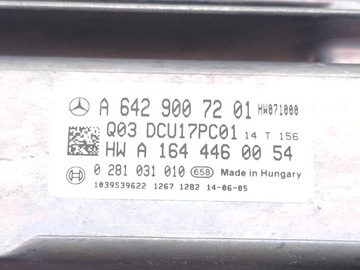 A 642 900 72 01 HW071000
Q03 DCU17PC01 14 T 156
HW A 164 446 00 54
0 281 031 010 658 Made in Hungary
1039S39622 1267 1282 14-06-05